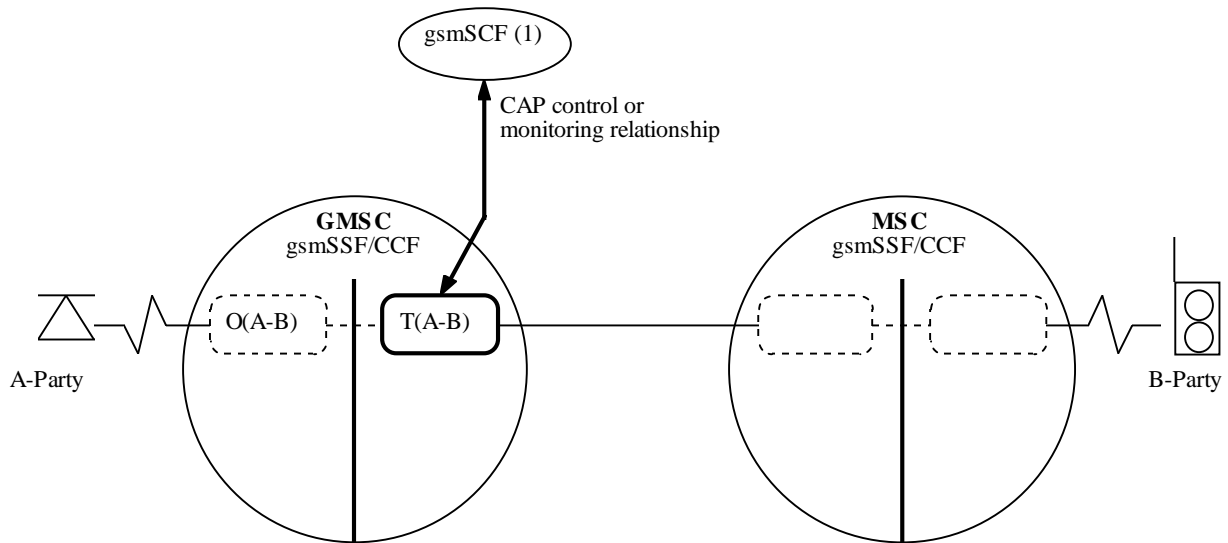 gsmSCF (1)
CAP control or
monitoring relationship
GMSC
gsmSSF/CCF
MSC
gsmSSF/CCF
O(A-B)
T(A-B)
A-Party
B-Party